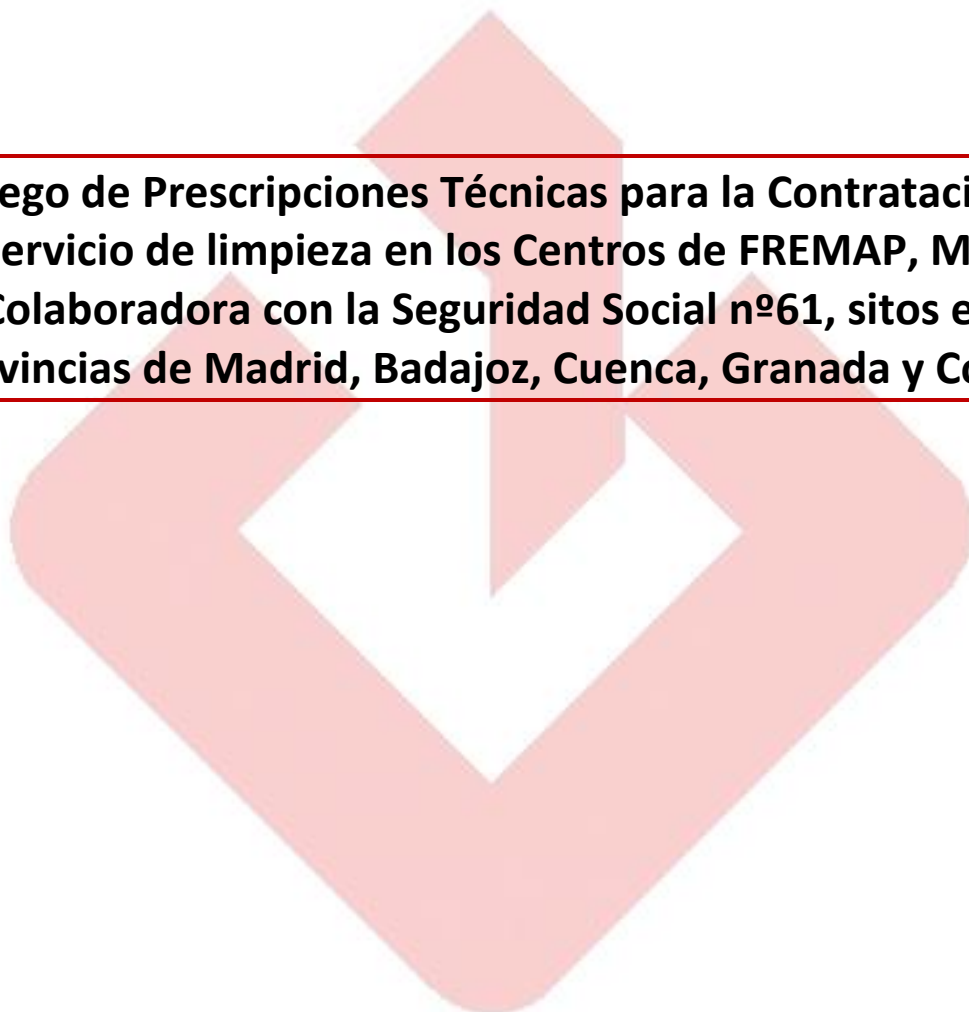 ego de Prescripciones Técnicas para la Contrataci
ervicio de limpieza en los Centros de FREMAP, M
Colaboradora con la Seguridad Social nº61, sitos e
vincias de Madrid, Badajoz, Cuenca, Granada y Co